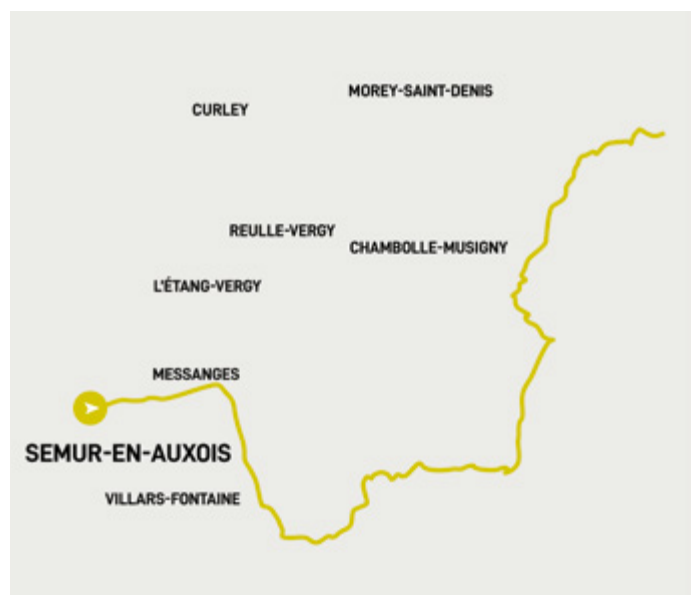 MOREY-SAINT-DENIS
CURLEY
REULLE-VERGY
CHAMBOLLE-MUSIGNY
L'ÉTANG-VERGY
MESSANGES
SEMUR-EN-AUXOIS
VILLARS-FONTAINE